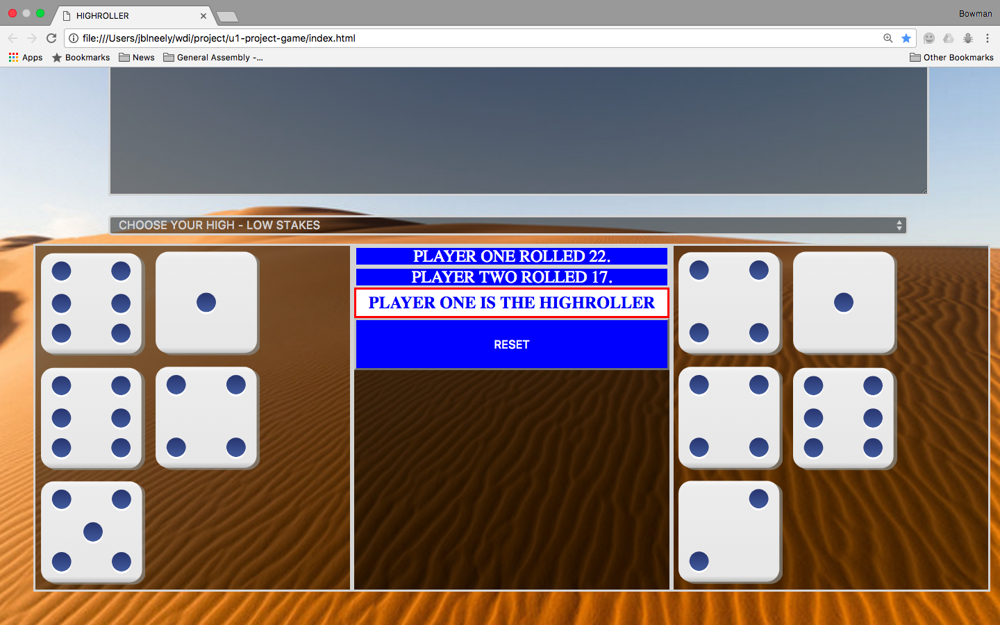 HIGHROLLER
Bowman
file:///Users/jblneely/wdi/project/u1-project-game/index.html
Apps
Bookmarks
News
General Assembly -...
Other Bookmarks
CHOOSE YOUR HIGH - LOW STAKES
PLAYER ONE ROLLED 22.
PLAYER TWO ROLLED 17.
PLAYER ONE IS THE HIGHROLLER
RESET